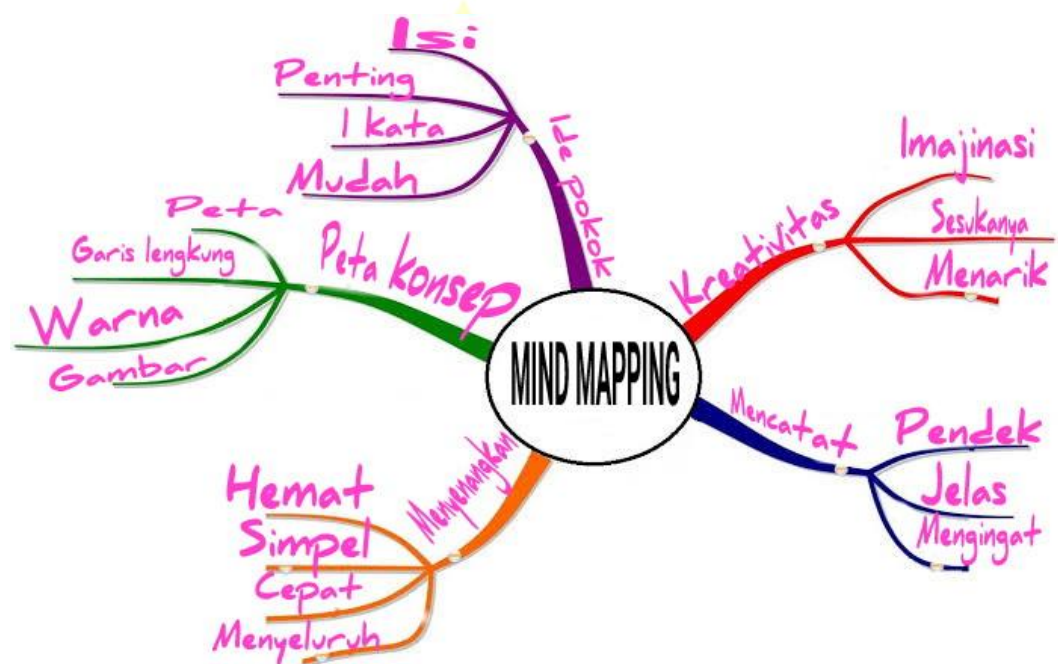 MIND MAPPING
Ide pokok
Isi
Penting
1 kata
Mudah
Kreativitas
Imajinasi
Sesukanya
Menarik
Mencatat
Pendek
Jelas
Mengingat
Menyenangkan
Hemat
Simpel
Cepat
Menyeluruh
Peta konsep
Peta
Garis lengkung
Warna
Gambar